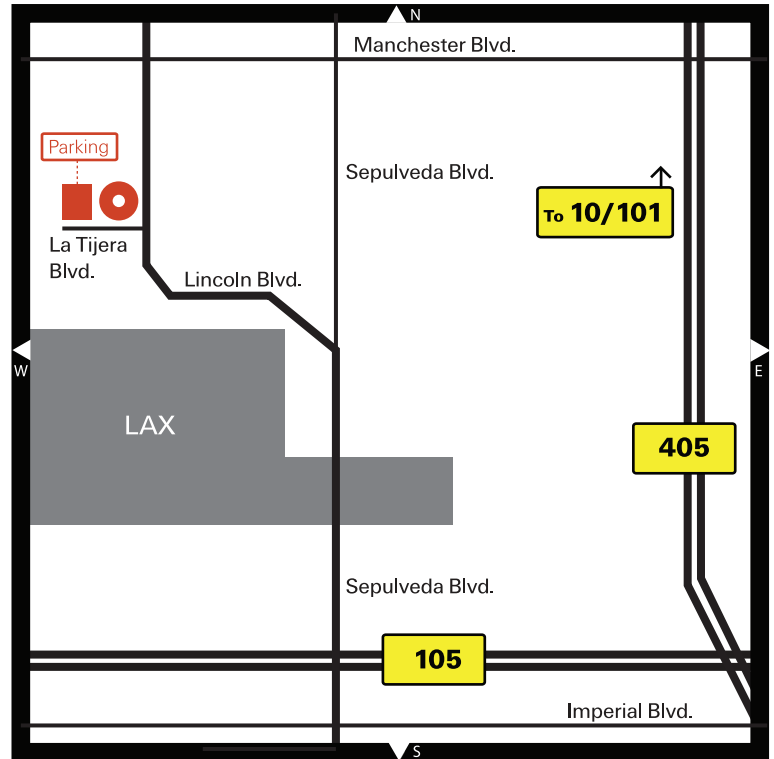 N
Manchester Blvd.
Parking
Sepulveda Blvd.
To 10/101
La Tijera
Blvd.
Lincoln Blvd.
W
E
LAX
405
Sepulveda Blvd.
105
Imperial Blvd.
S